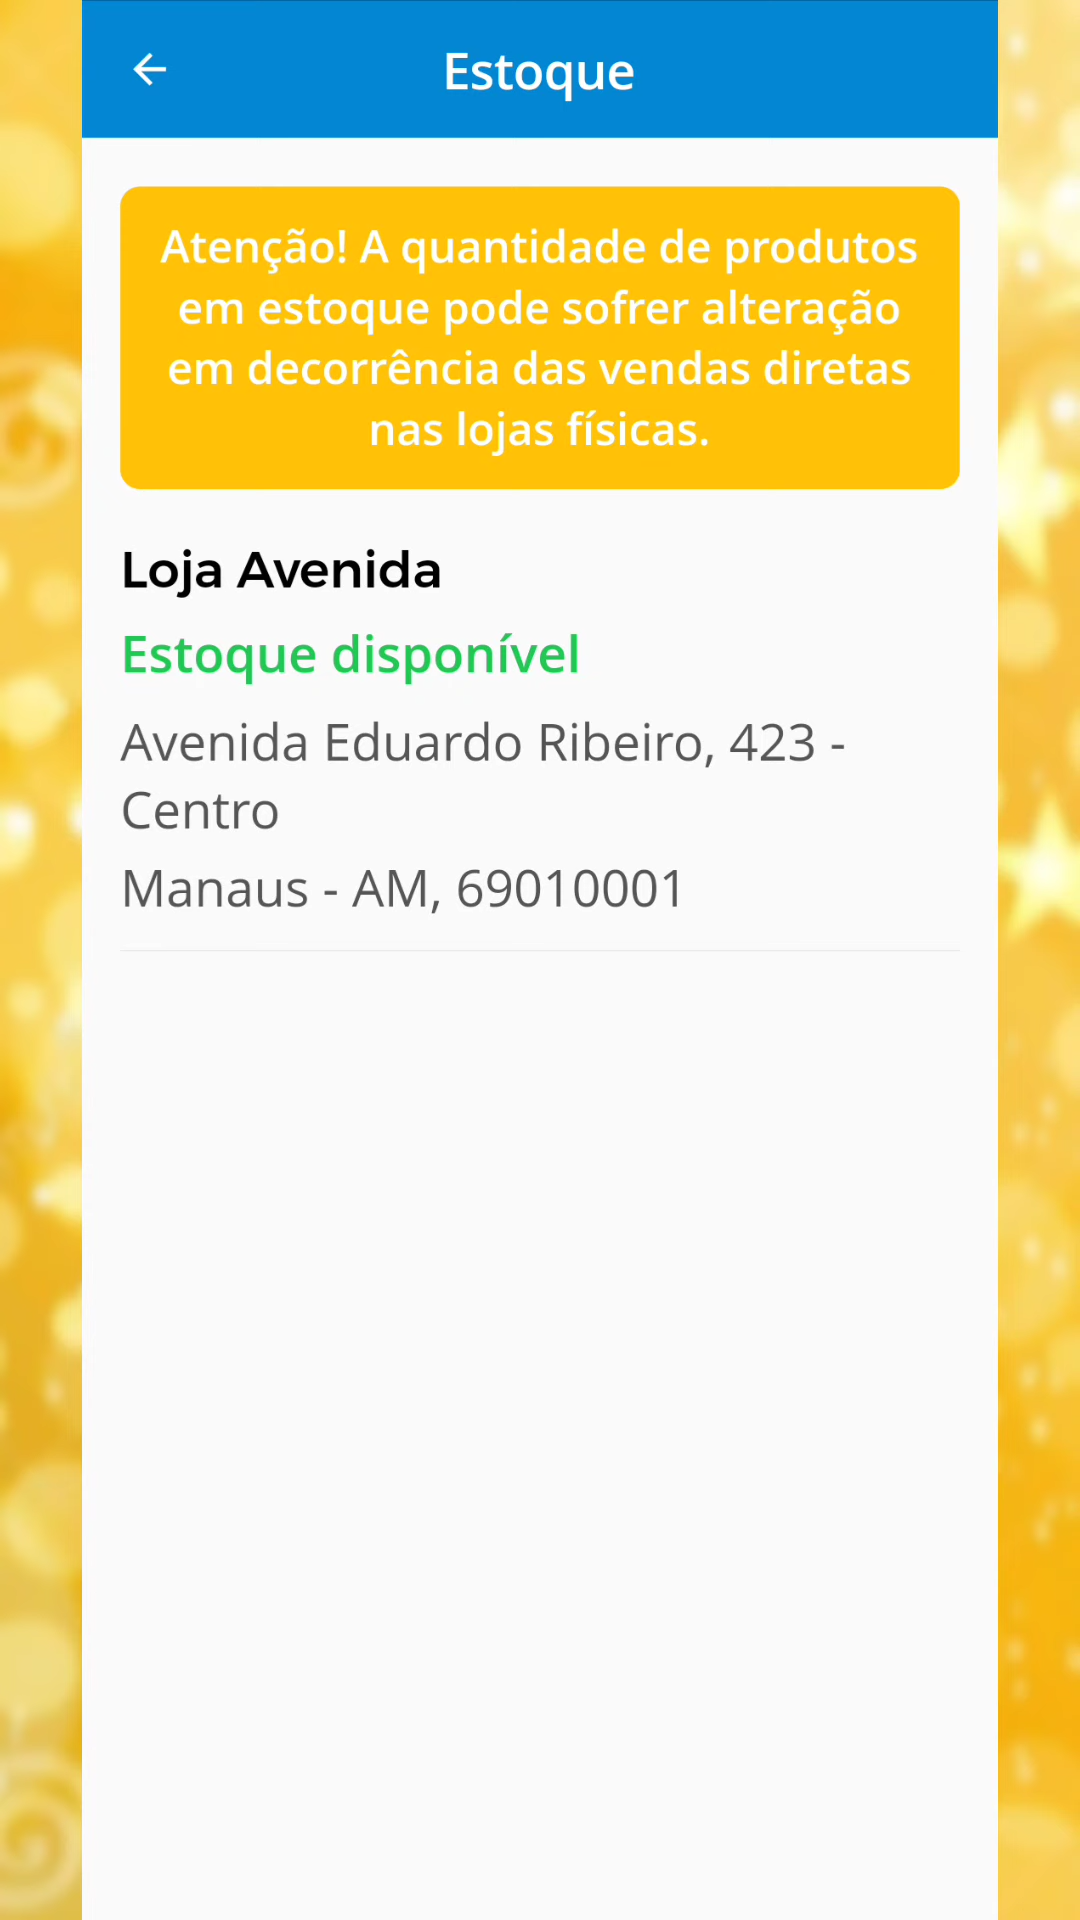 Estoque
Atenção! A quantidade de produtos
em estoque pode sofrer alteração
em decorrência das vendas diretas
nas lojas físicas.
Loja Avenida
Estoque disponível
Avenida Eduardo Ribeiro, 423 -
Centro
Manaus - AM, 69010001